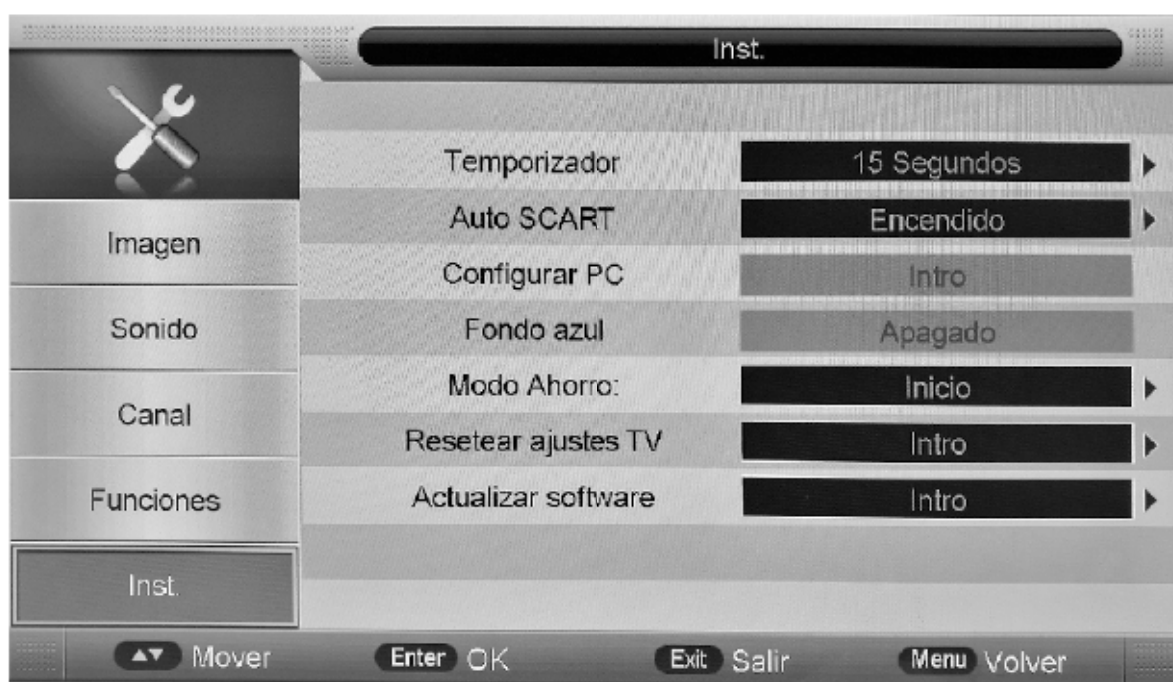 Inst.
Temporizador 15 Segundos
Auto SCART Encendido
Configurar PC Intro
Fondo azul Apagado
Modo Ahorro: Inicio
Resetear ajustes TV Intro
Actualizar software Intro
Imagen
Sonido
Canal
Funciones
Inst.
Mover Enter OK Exit Salir Menu Volver